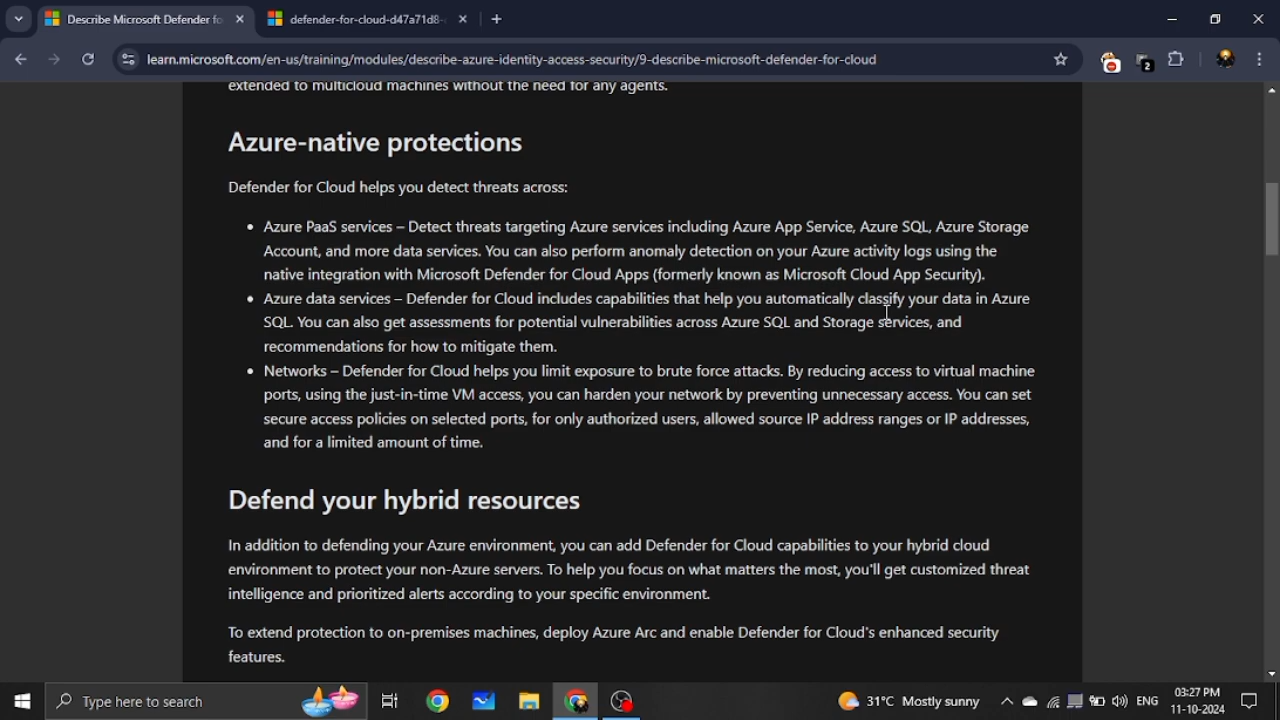 Describe Microsoft Defender fo
defender-for-cloud-d47a71d8-
learn.microsoft.com/en-us/training/modules/describe-azure-identity-access-security/9-describe-microsoft-defender-for-cloud
2
extended to multicloud machines without the need for any agents.
Azure-native protections
Defender for Cloud helps you detect threats across:
• Azure PaaS services – Detect threats targeting Azure services including Azure App Service, Azure SQL, Azure Storage
Account, and more data services. You can also perform anomaly detection on your Azure activity logs using the
native integration with Microsoft Defender for Cloud Apps (formerly known as Microsoft Cloud App Security).
• Azure data services – Defender for Cloud includes capabilities that help you automatically classify your data in Azure
SQL. You can also get assessments for potential vulnerabilities across Azure SQL and Storage services, and
recommendations for how to mitigate them.
• Networks – Defender for Cloud helps you limit exposure to brute force attacks. By reducing access to virtual machine
ports, using the just-in-time VM access, you can harden your network by preventing unnecessary access. You can set
secure access policies on selected ports, for only authorized users, allowed source IP address ranges or IP addresses,
and for a limited amount of time.
Defend your hybrid resources
In addition to defending your Azure environment, you can add Defender for Cloud capabilities to your hybrid cloud
environment to protect your non-Azure servers. To help you focus on what matters the most, you'll get customized threat
intelligence and prioritized alerts according to your specific environment.
To extend protection to on-premises machines, deploy Azure Arc and enable Defender for Cloud's enhanced security
features.
Type here to search
31°C Mostly sunny
ENG
03:27 PM
11-10-2024